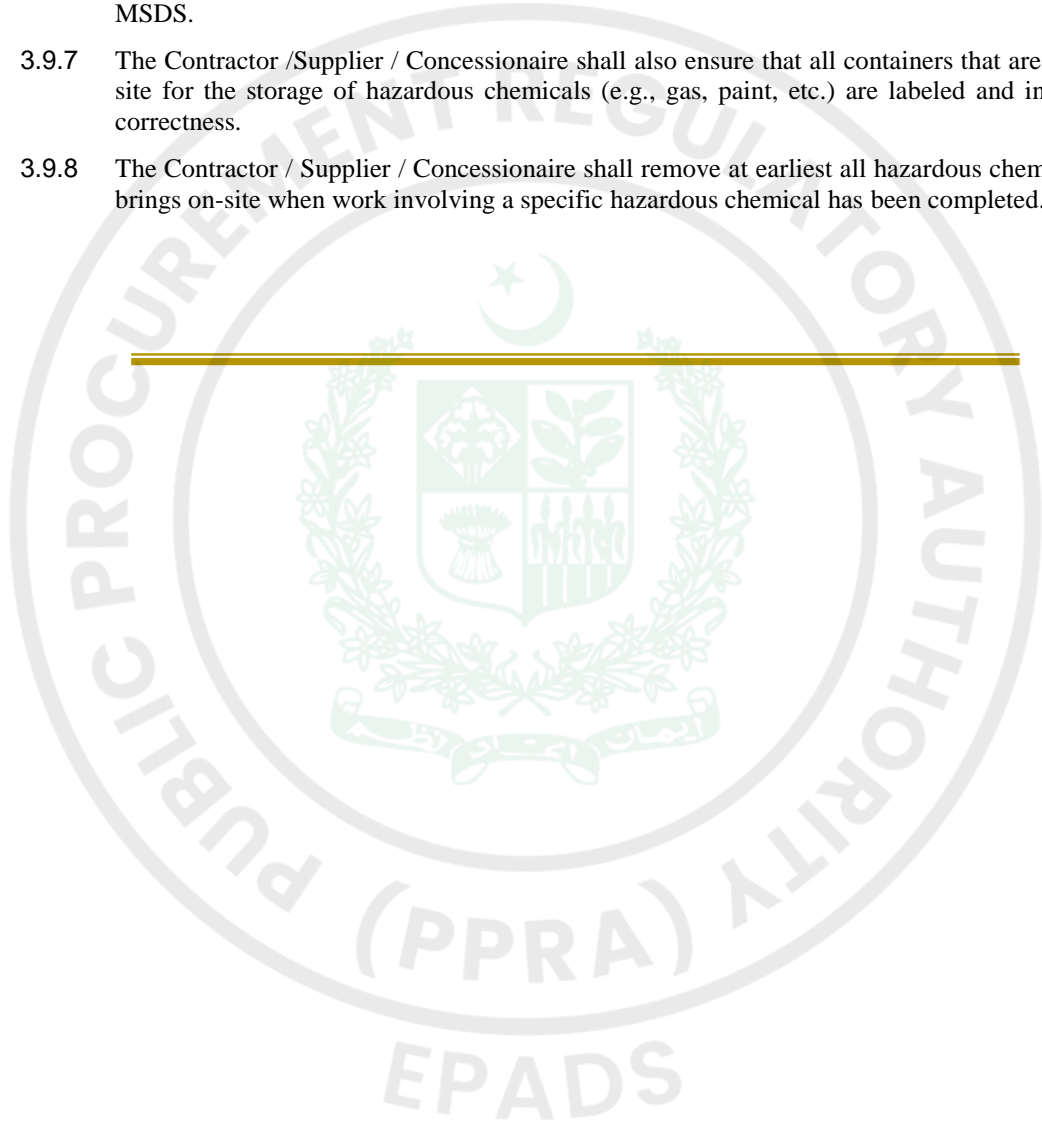 MSDS.
3.9.7 The Contractor /Supplier / Concessionaire shall also ensure that all containers that are
site for the storage of hazardous chemicals (e.g., gas, paint, etc.) are labeled and
correctness.
3.9.8 The Contractor / Supplier / Concessionaire shall remove at earliest all hazardous
brings on-site when work involving a specific hazardous chemical has been completed.
PUBLIC PROCUREMENT REGULATORY AUTHORITY
(PPRA)
EPADS